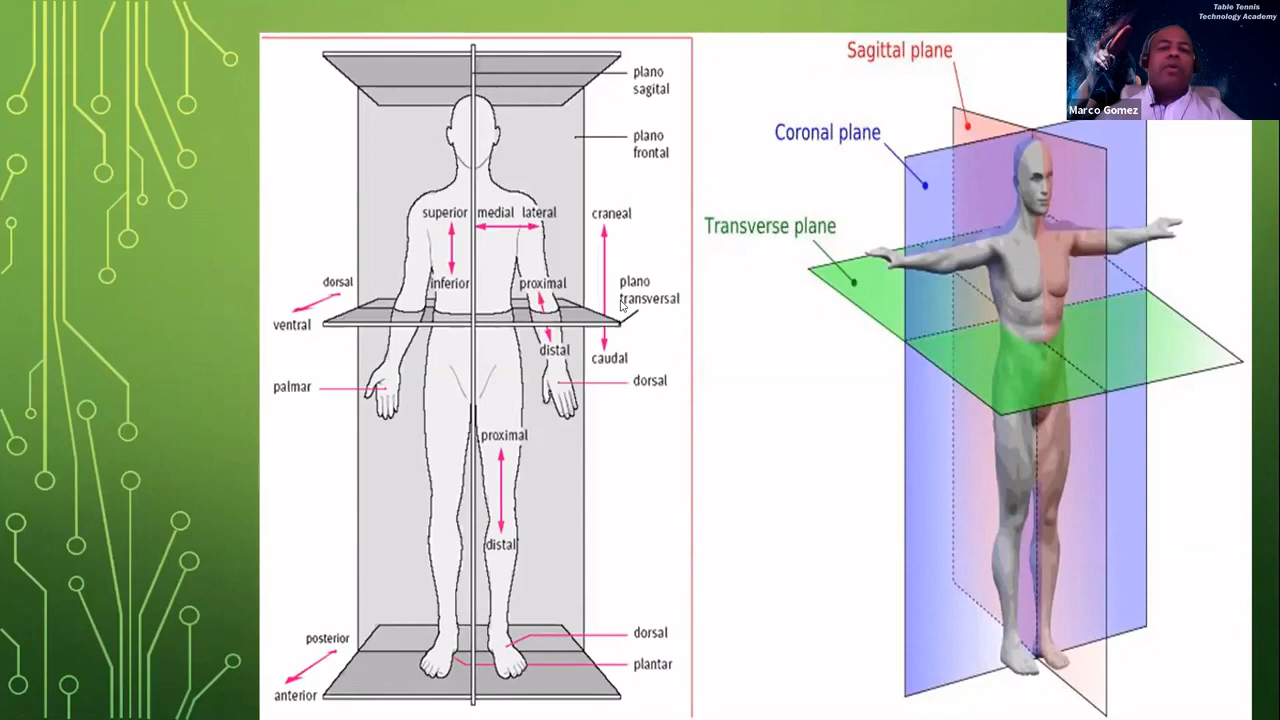 Table Tennis
Technology Academy
Marco Gomez
plano
sagital
plano
frontal
superior
medial
lateral
craneal
dorsal
inferior
proximal
plano
transversal
ventral
distal
caudal
palmar
dorsal
proximal
distal
posterior
dorsal
plantar
anterior
Sagittal plane
Coronal plane
Transverse plane